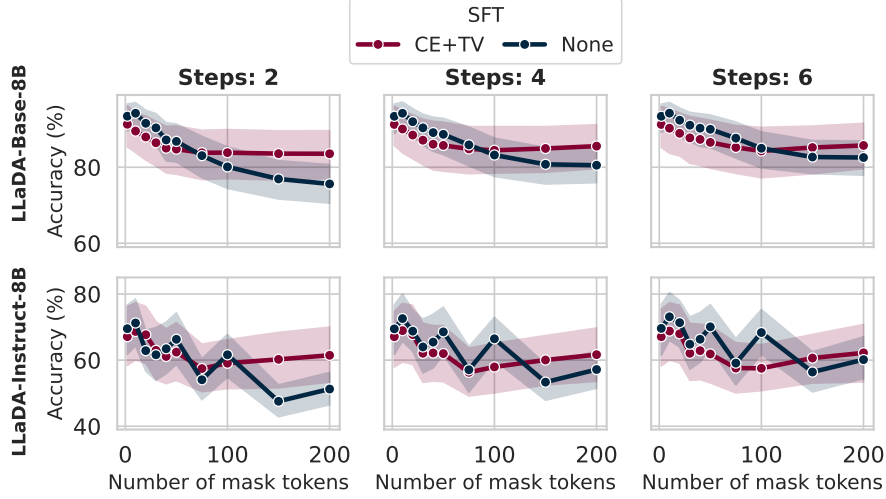 SFT
CE+TV None
Steps: 2 Steps: 4 Steps: 6
LLaDA-Base-8B
Accuracy (%)
80
60
LLaDA-Instruct-8B
Accuracy (%)
80
60
40
0 100 200 0 100 200 0 100 200
Number of mask tokens Number of mask tokens Number of mask tokens